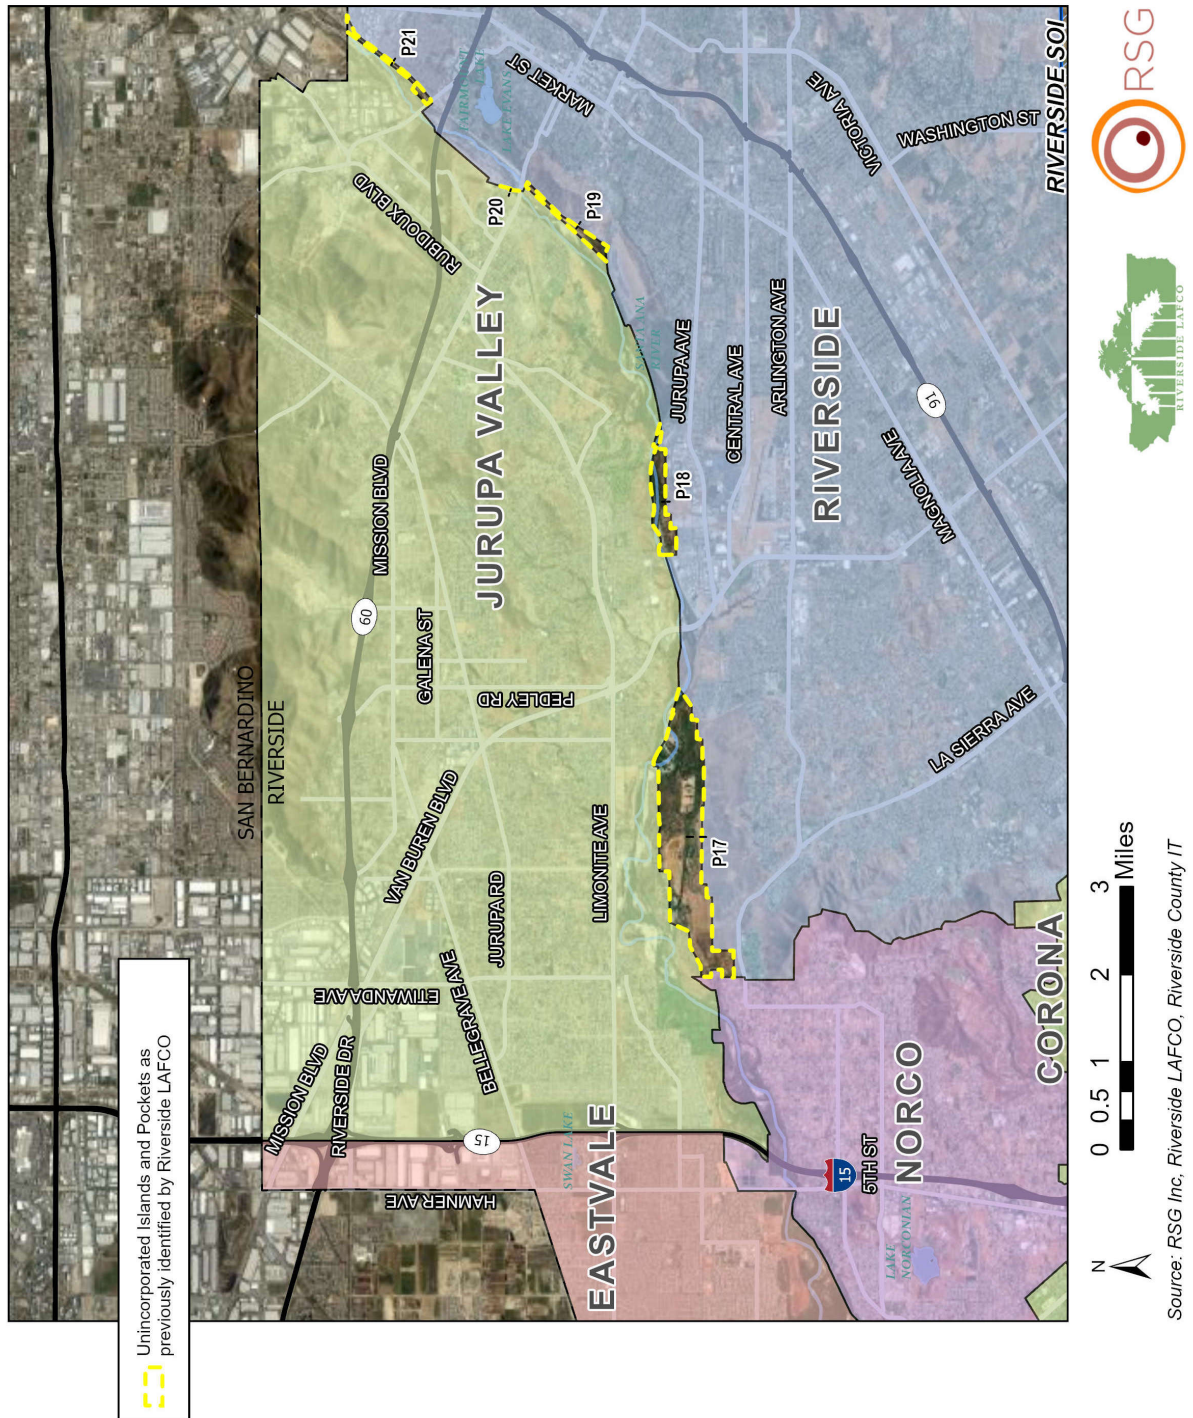 Unincorporated Islands and Pockets as
previously identified by Riverside LAFCO
SAN BERNARDINO
RIVERSIDE
MISSION BLVD
RIVERSIDE DR
ETIWANDA AVE
VAN BUREN BLVD
60
MISSION BLVD
RUBIDOUX BLVD
P21
GALENA ST
PEDLEY RD
JURUPA VALLEY
BELLEGRAVE AVE
JURUPA RD
15
HAMNER AVE
SWAN LAKE
EASTVALE
LIMONITE AVE
P20
P19
MARKET ST
P17
P18
JURUPA AVE
CENTRAL AVE
ARLINGTON AVE
RIVERSIDE
VICTORIA AVE
WASHINGTON ST
MAGNOLIA AVE
91
LA SIERRA AVE
15
5TH ST
NORCO
LAKE
NORCONIAN
CORONA
RIVERSIDE SOI
N
0 0.5 1 2 3
Miles
Source: RSG Inc, Riverside LAFCO, Riverside County IT
RIVERSIDE LAFCO
RSG